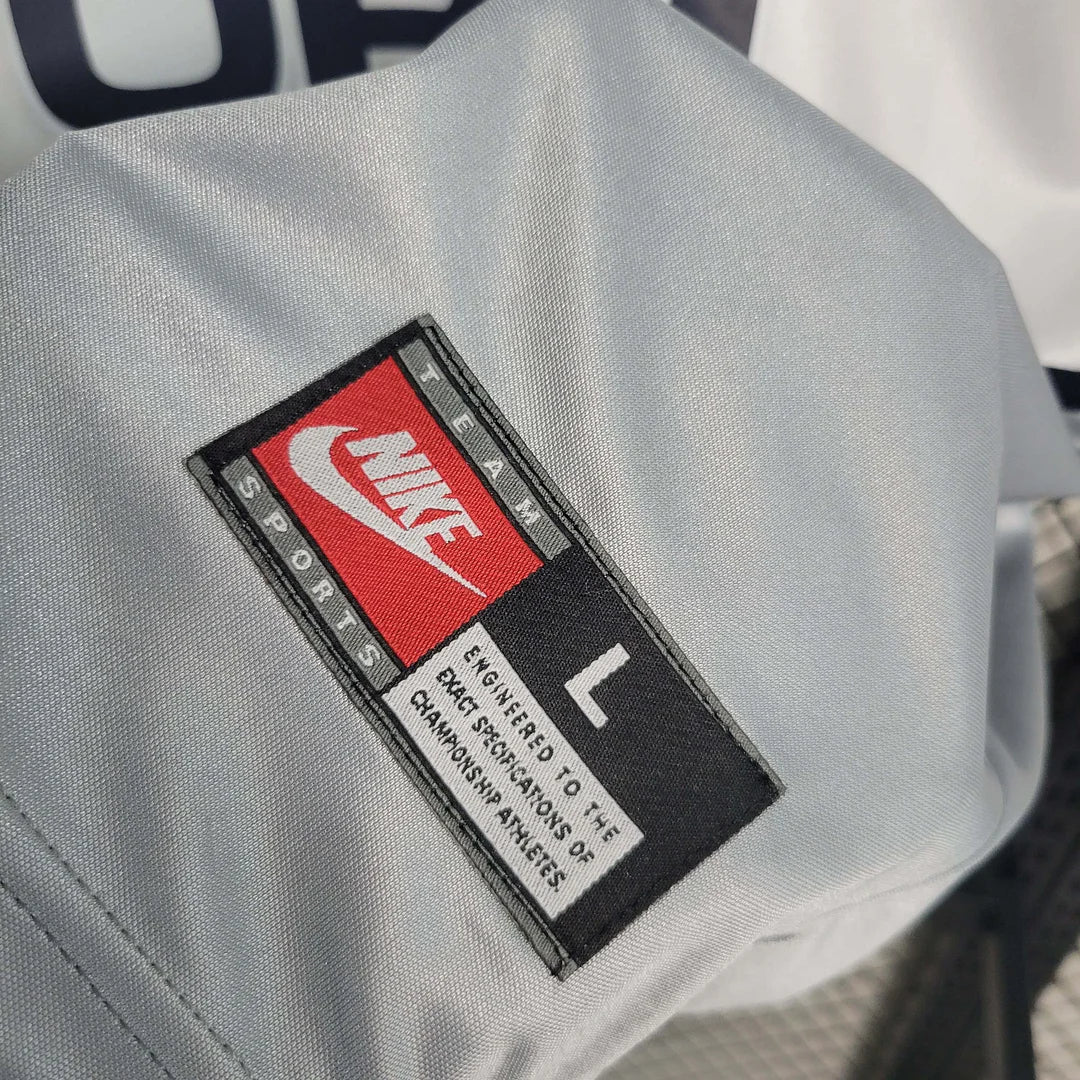 TEAM
NIKE
SPORTS
L
ENGINEERED TO THE
EXACT SPECIFICATIONS OF
CHAMPIONSHIP ATHLETES.